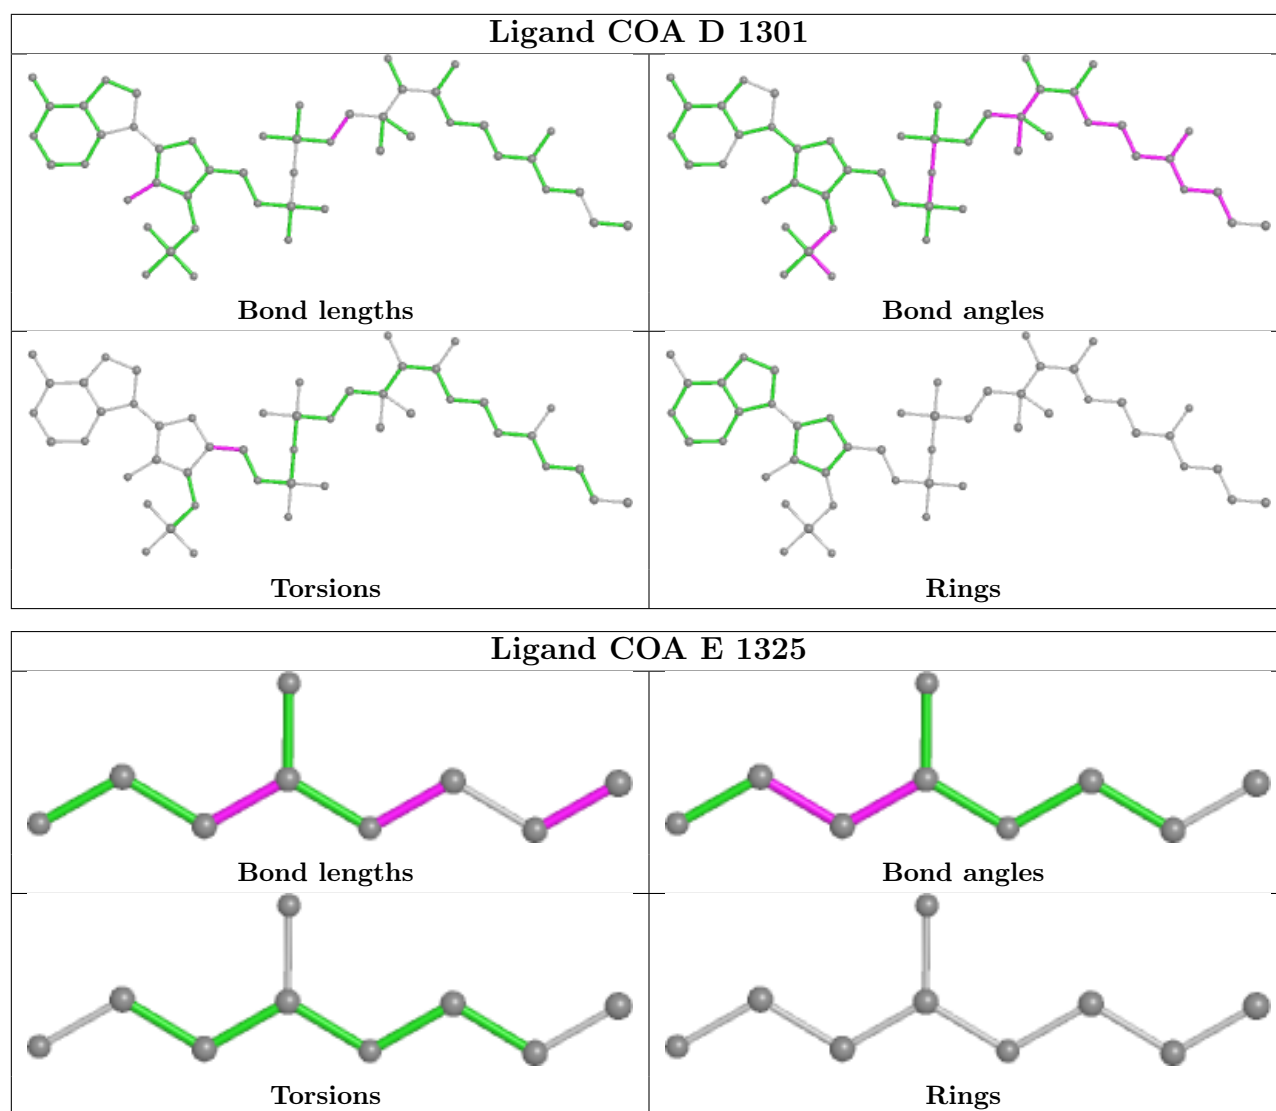 Ligand COA D 1301
Bond lengths
Bond angles
Torsions
Rings
Ligand COA E 1325
Bond lengths
Bond angles
Torsions
Rings